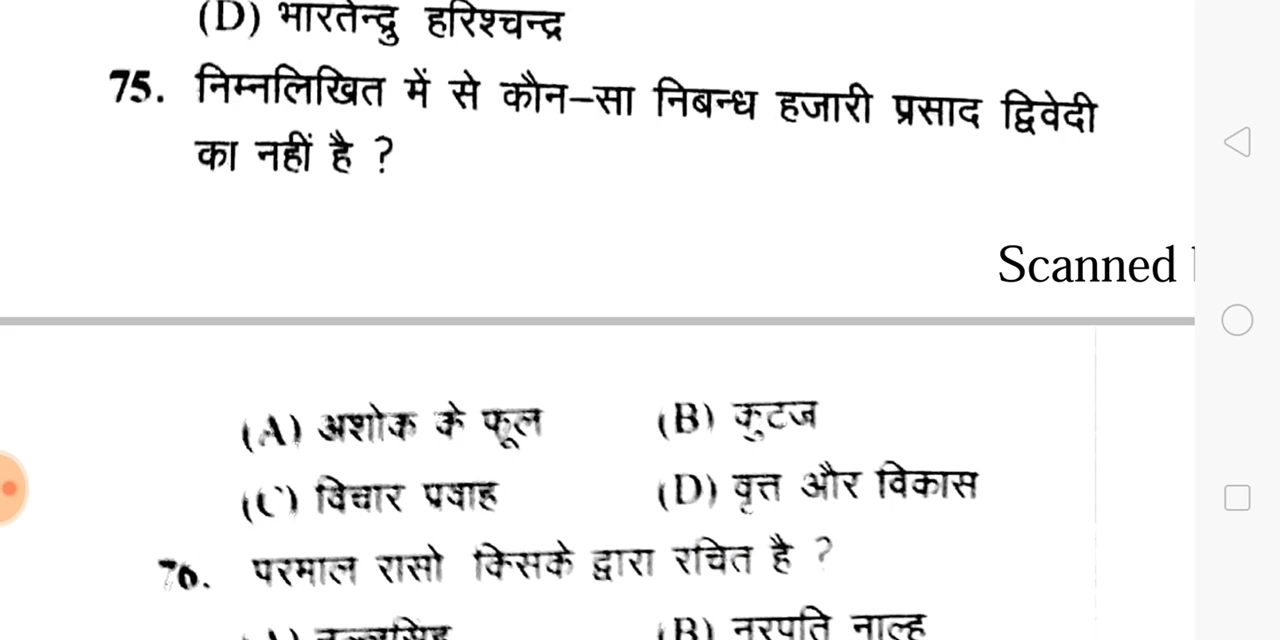 (D) भारतेन्दु हरिश्चन्द्र
75. निम्नलिखित में से कौन-सा निबन्ध हजारी प्रसाद द्विवेदी
का नहीं है ?
Scanned
(A) अशोक के फूल (B) कुटज
(C) विचार प्रवाह (D) वृत्त और विकास
76. परमाल रासो किसके द्वारा रचित है ?
(B) नरपति नाल्ह